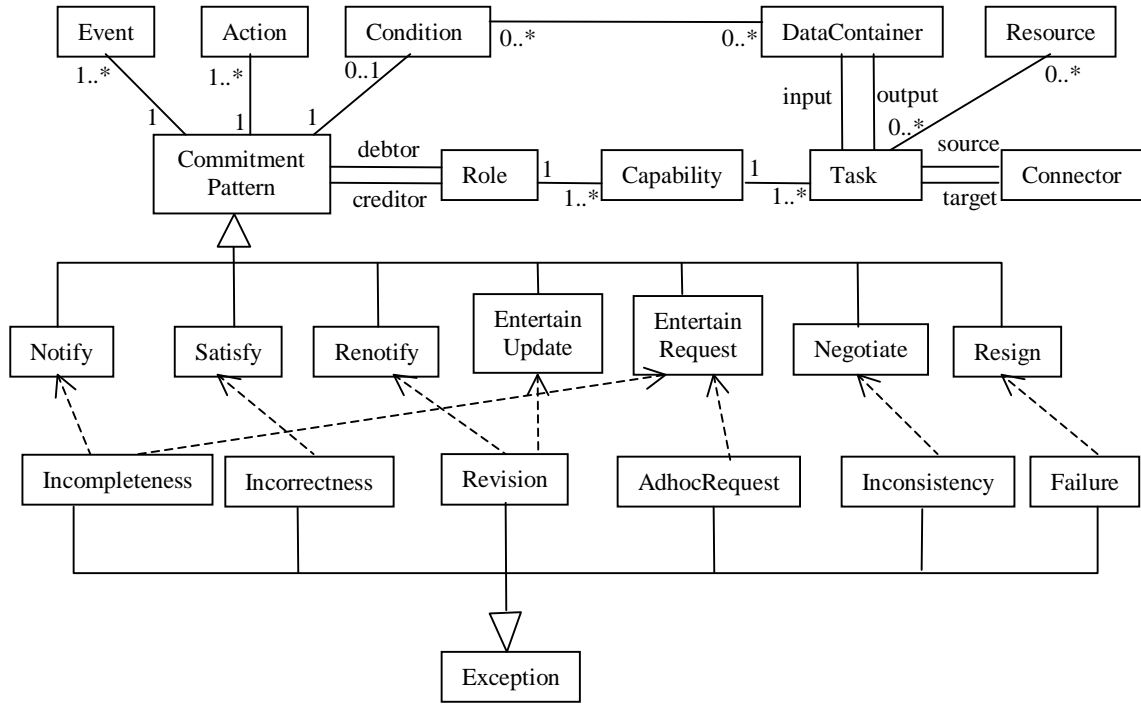 Event
Action
Condition
DataContainer
Resource
1..*
1..*
0..1
0..*
0..*
0..*
input
output
0..*
1
1
1
Commitment
Pattern
debtor
creditor
Role
1
1..*
Capability
1
1..*
Task
source
target
Connector
Notify
Satisfy
Renotify
Entertain
Update
Entertain
Request
Negotiate
Resign
Incompleteness
Incorrectness
Revision
AdhocRequest
Inconsistency
Failure
Exception